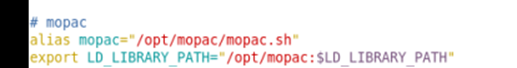 # mopac
alias mopac="/opt/mopac/mopac.sh"
export LD_LIBRARY_PATH="/opt/mopac:$LD_LIBRARY_PATH"